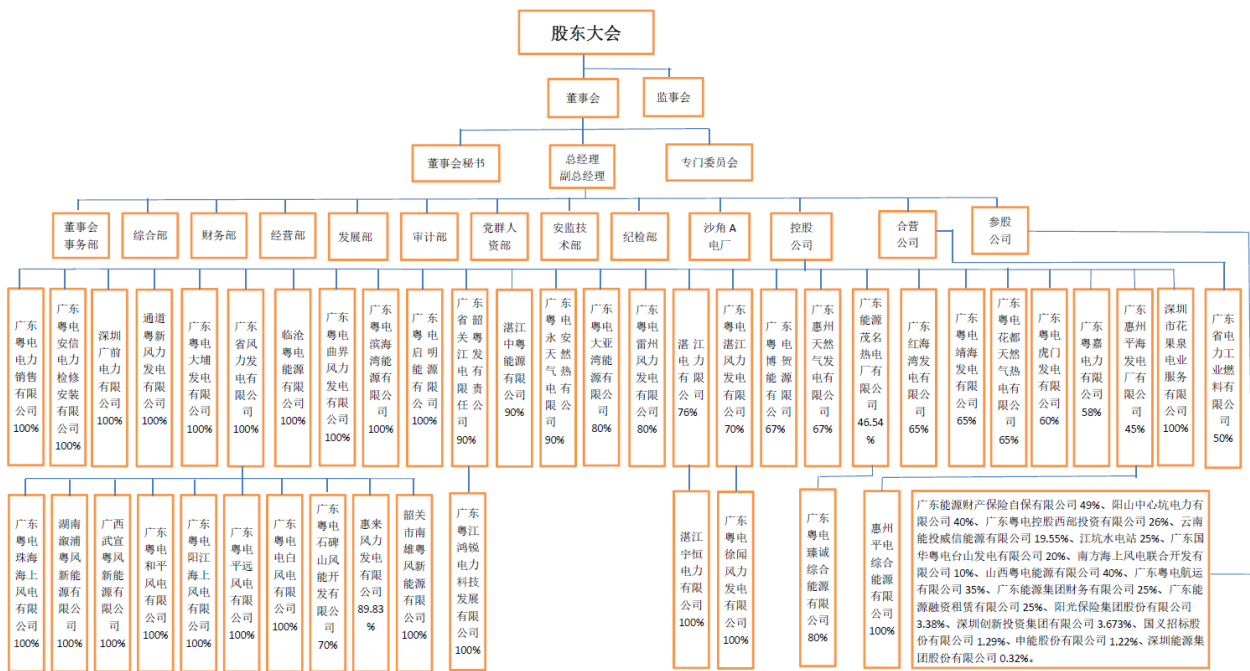 股东大会
董事会
监事会
董事会秘书
总经理
副总经理
专门委员会
董事会
事务部
综合部
财务部
经营部
发展部
审计部
党群人
资部
安监技
术部
纪检部
沙角 A
电厂
控股
公司
合营
公司
参股
公司
广东粤电电力销售有限公司 100%
广东粤电安信电力检修安装有限公司 100%
深圳广前电力有限公司 100%
通道粤新风力发电有限公司 100%
广东粤电大埔发电有限公司 100%
广东省风力发电有限公司 100%
临沧粤电能源有限公司 100%
广东粤电曲界风力发电有限公司 100%
广东粤电滨海湾能源有限公司 100%
广东粤电启明能源有限公司 100%
广东省韶关粤江发电有限责任公司 90%
湛江中粤能源有限公司 90%
广东粤电永安天然气热电有限公司 90%
广东粤电大亚湾能源有限公司 80%
广东粤电雷州风力发电有限公司 80%
湛江电力有限公司 76%
广东粤电湛江风力发电有限公司 70%
广东粤电博贺能源有限公司 67%
广东惠州天然气发电有限公司 67%
广东能源茂名热电厂有限公司 46.54%
广东红海湾发电有限公司 65%
广东粤电靖海发电有限公司 65%
广东粤电花都天然气热电有限公司 65%
广东粤电虎门发电有限公司 60%
广东粤嘉电力有限公司 58%
广东惠州平海发电厂有限公司 45%
深圳市花果泉电业服务有限公司 100%
广东省电力工业燃料有限公司 50%
广东粤电珠海海上风电有限公司 100%
湖南溆浦粤风新能源有限公司 100%
广西武宣粤风新能源有限公司 100%
广东粤电和平风电有限公司 100%
广东粤电阳江海上风电有限公司 100%
广东粤电平远风电有限公司 100%
广东粤电电白风电有限公司 100%
广东粤电石碑山风能开发有限公司 70%
惠来风力发电有限公司 89.83%
韶关市南雄粤风新能源有限公司 100%
广东粤江鸿锐电力科技发展有限公司 100%
湛江宇恒电力有限公司 100%
广东粤电徐闻风力发电有限公司 100%
广东粤电臻诚综合能源有限公司 80%
惠州平电综合能源有限公司 100%
广东能源财产保险自保有限公司 49%、阳山中心坑电力有
限公司 40%、广东粤电控股西部投资有限公司 26%、云南
能投威信能源有限公司 19.55%、江坑水电站 25%、广东国
华粤电台山发电有限公司 20%、南方海上风电联合开发有
限公司 10%、山西粤电能源有限公司 40%、广东粤电航运
有限公司 35%、广东能源集团财务有限公司 25%、广东能
源融资租赁有限公司 25%、阳光保险集团股份有限公司
3.38%、深圳创新投资集团有限公司 3.673%、国义招标股
份有限公司 1.29%、申能股份有限公司 1.22%、深圳能源集
团股份有限公司 0.32%。